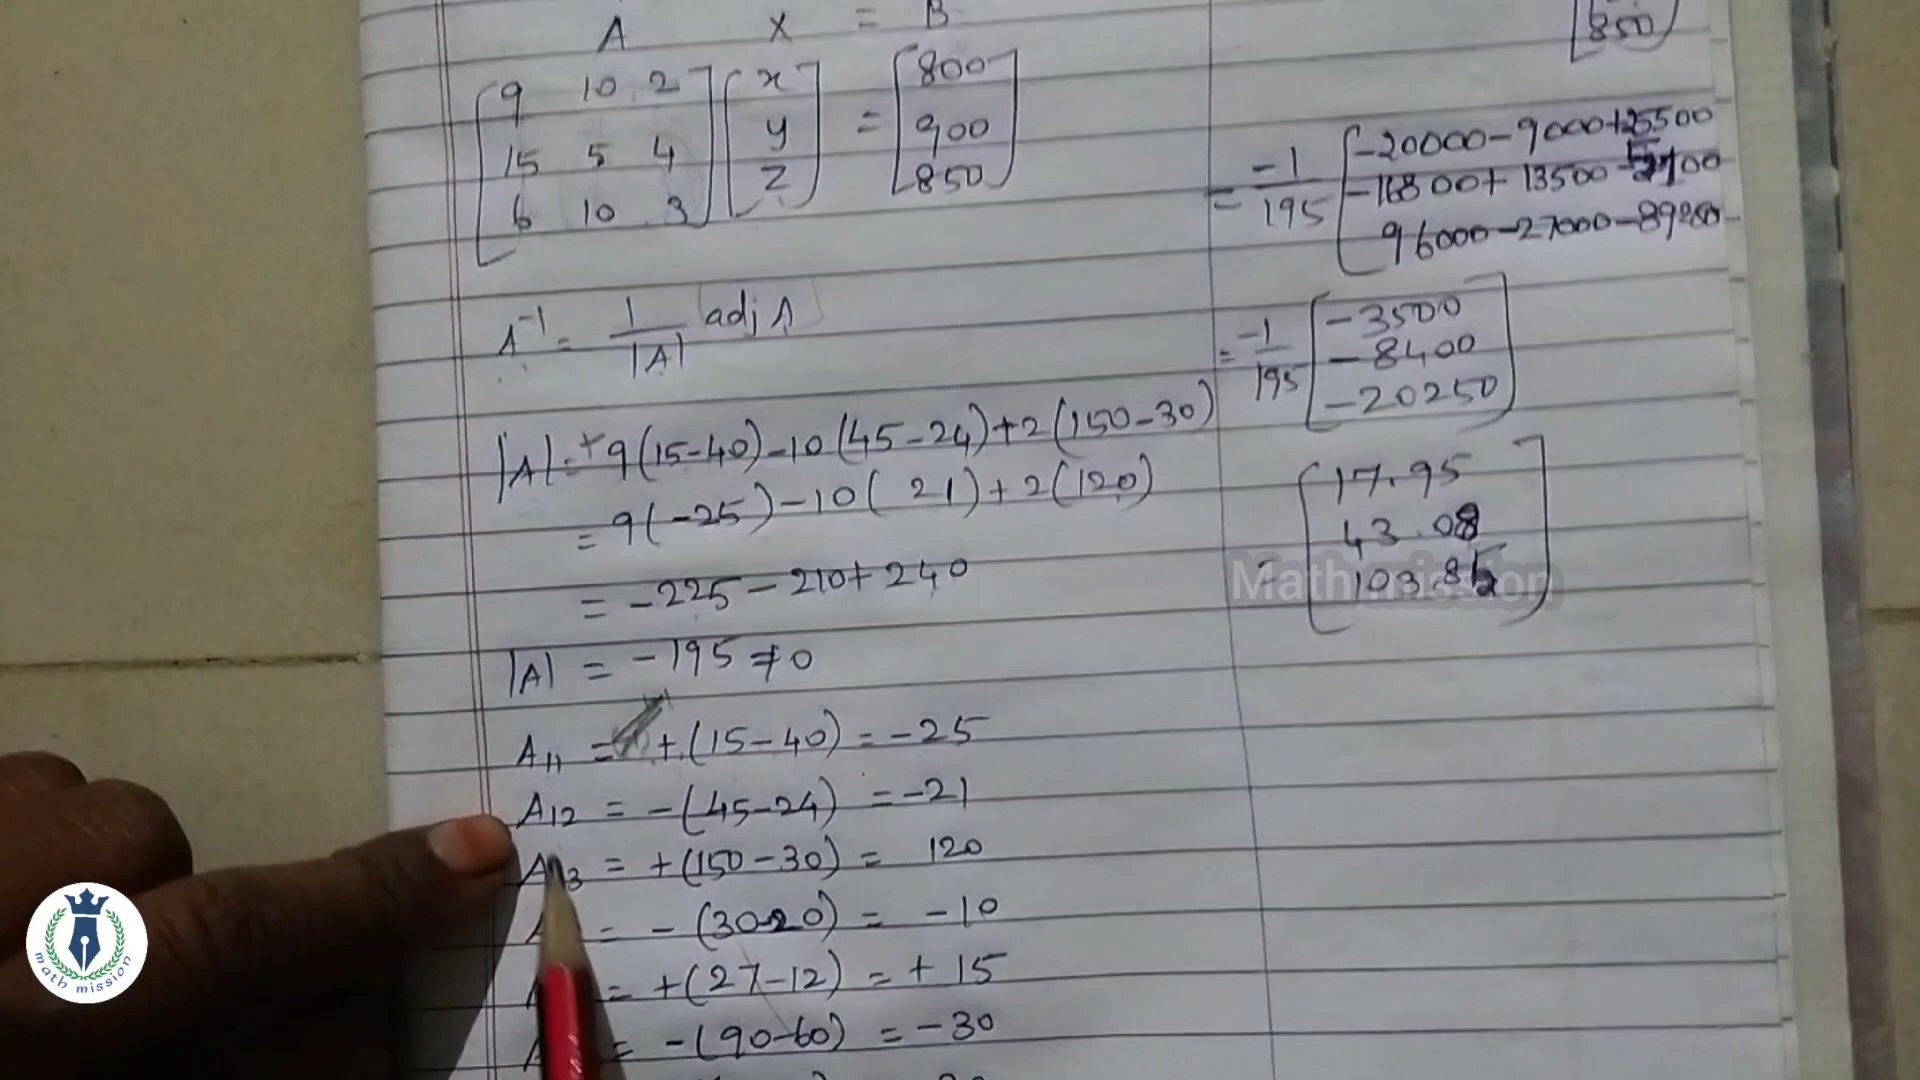 A X = B
[9 10 2] [x] = [800]
[15 5 4] [y] [900]
[6 10 3] [z] [850]
A⁻¹ = 1/|A| adj A
|A| = +9(15-40)-10(45-24)+2(150-30)
= 9(-25)-10( 21)+2(120)
= -225-210+240
|A| = -195≠0
A₁₁ = +(15-40) = -25
A₁₂ = -(45-24) = -21
A₁₃ = +(150-30) = 120
= -(30-20) = -10
= +(27-12) = +15
= -(90-60) = -30
850
= -1/195 [-20000-9000+25500]
[-16800+13500-5100]
[96000-27000-89250]
= -1/195 [-3500]
[-8400]
[-20250]
= [17.95]
[43.08]
[103.85]
Math mission
math mission